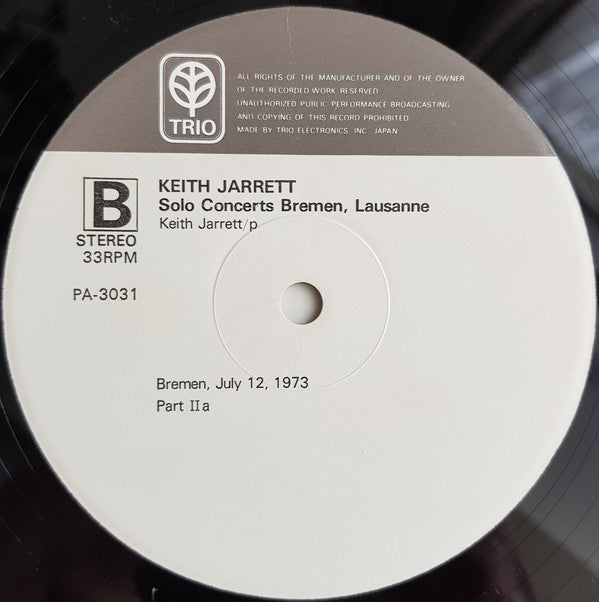 TRIO
ALL RIGHTS OF THE MANUFACTURER AND OF THE OWNER
OF THE RECORDED WORK RESERVED
UNAUTHORIZED PUBLIC PERFORMANCE BROADCASTING
AND COPYING OF THIS RECORD PROHIBITED
MADE BY TRIO ELECTRONICS. INC. JAPAN
B
STEREO
33RPM
PA-3031
KEITH JARRETT
Solo Concerts Bremen, Lausanne
Keith Jarrett/p
Bremen, July 12, 1973
Part IIa